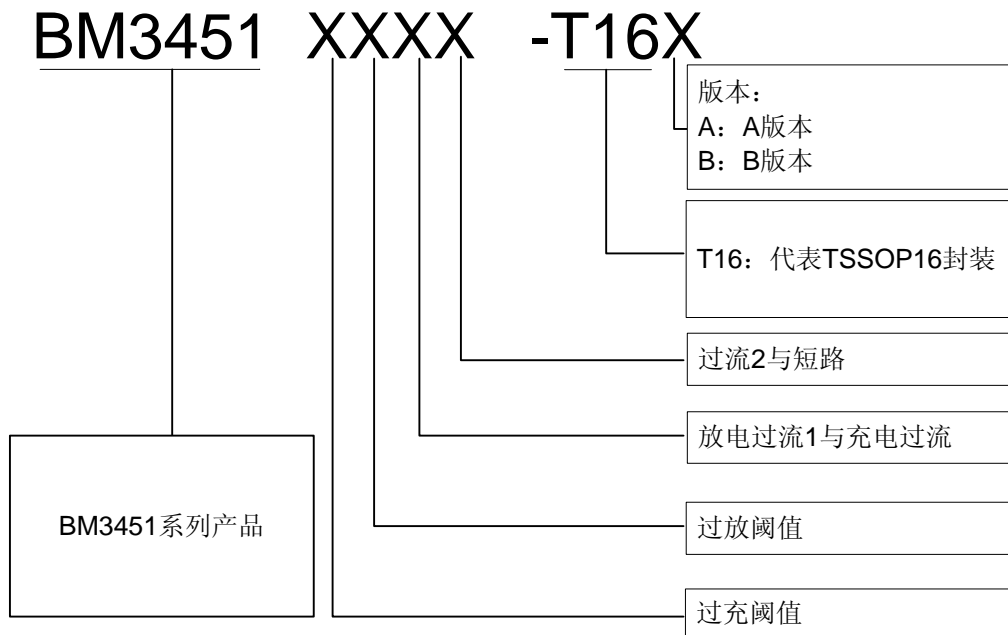 BM3451 XXXX -T16X
版本：
A：A版本
B：B版本
T16：代表TSSOP16封装
过流2与短路
放电过流1与充电过流
BM3451系列产品
过放阈值
过充阈值